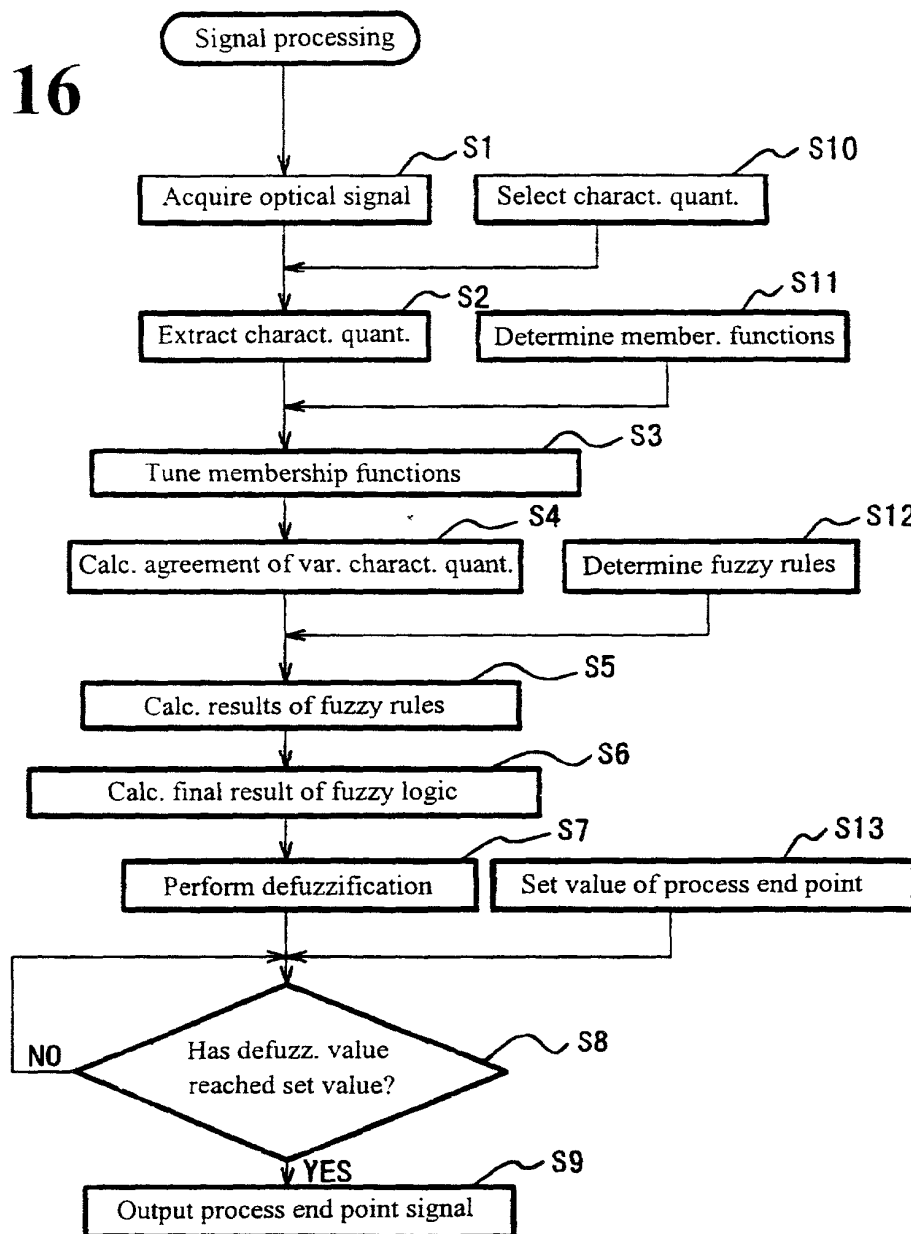 Signal processing
16
S1
S10
Acquire optical signal
Select charact. quant.
S2
S11
Extract charact. quant.
Determine member. functions
S3
Tune membership functions
S4
S12
Calc. agreement of var. charact. quant.
Determine fuzzy rules
S5
Calc. results of fuzzy rules
S6
Calc. final result of fuzzy logic
S7
S13
Perform defuzzification
Set value of process end point
S8
Has defuzz. value
reached set value?
NO
YES
S9
Output process end point signal